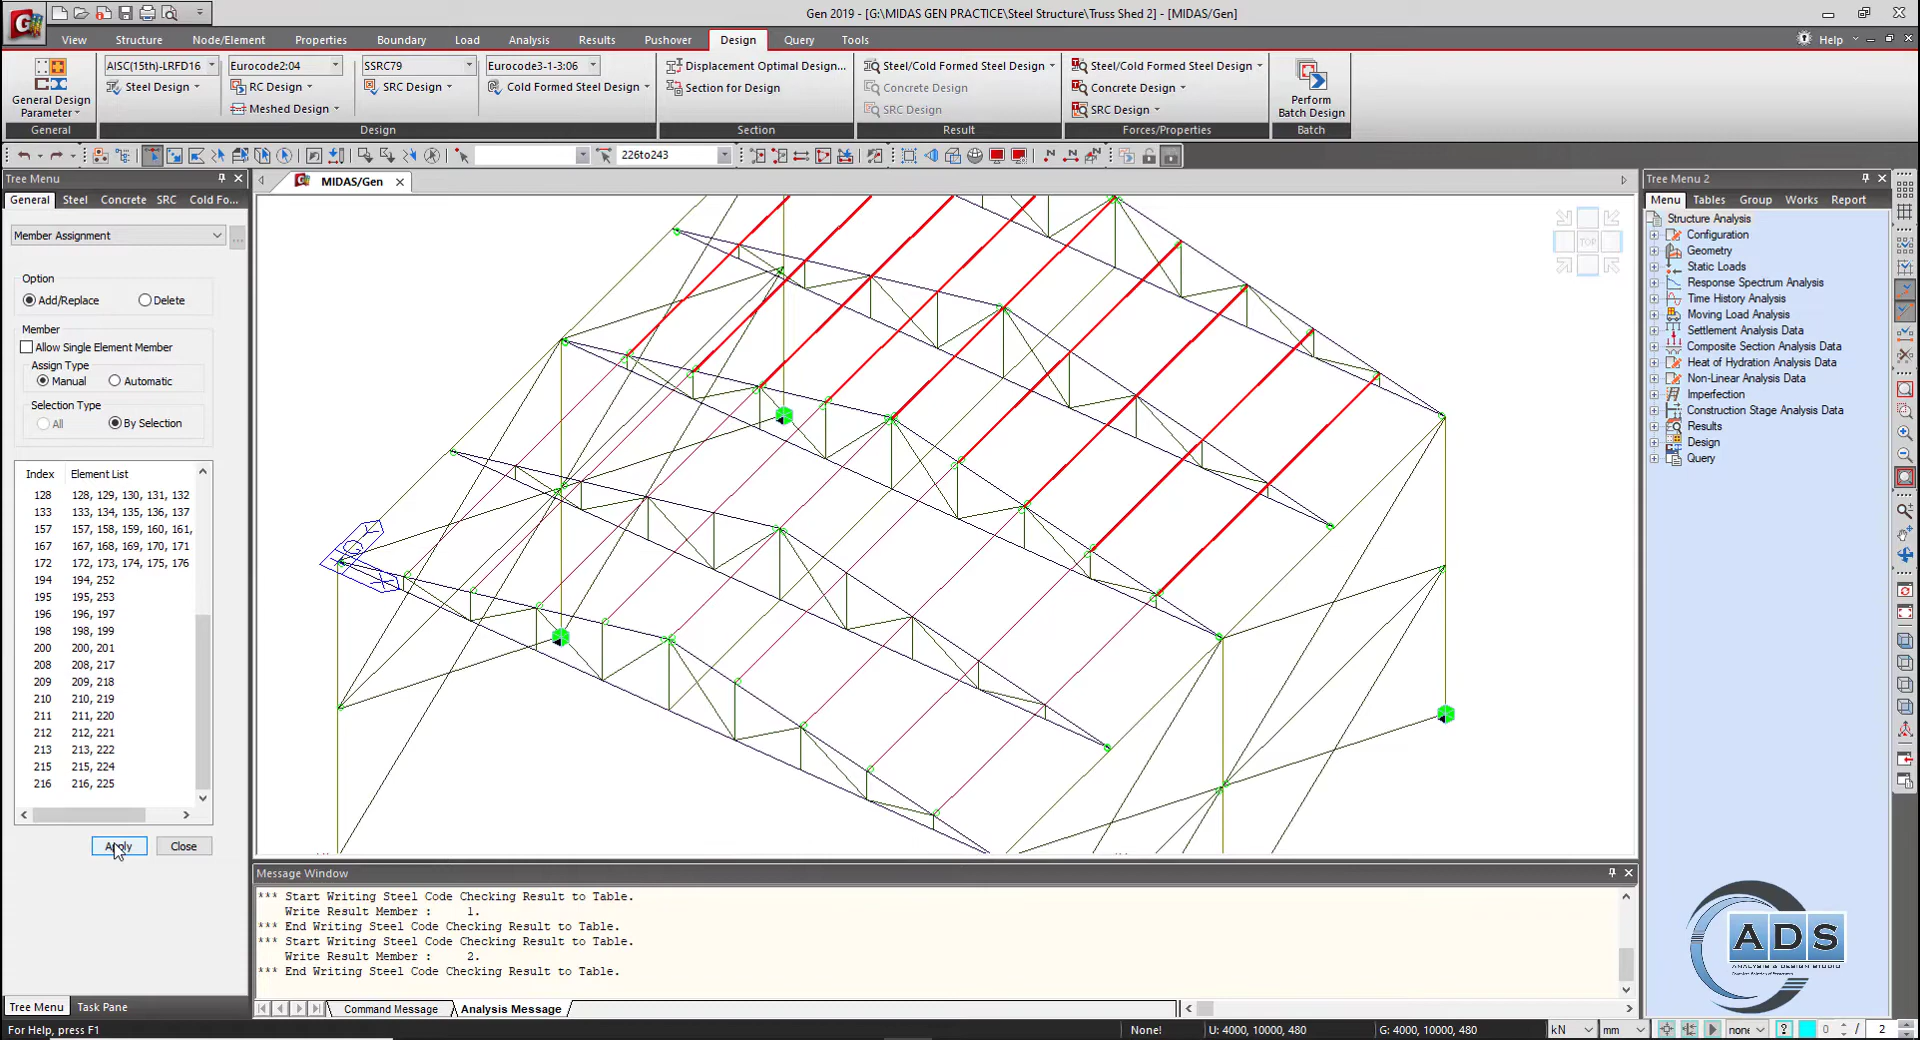 Gen 2019 - [G:\MIDAS GEN PRACTICE\Steel Structure\Truss Shed 2] - [MIDAS/Gen]
View Structure Node/Element Properties Boundary Load Analysis Results Pushover Design Query Tools Help
AISC(15th)-LRFD16 Eurocode2:04 SSRC79 Eurocode3-1-3:06 Displacement Optimal Design... Steel/Cold Formed Steel Design Steel/Cold Formed Steel Design
General Design Parameter
Steel Design RC Design SRC Design Cold Formed Steel Design Section for Design Concrete Design Concrete Design
Meshed Design SRC Design SRC Design
Perform Batch Design
General Design Section Result Forces/Properties Batch
226to243
Tree Menu
General Steel Concrete SRC Cold Fo...
Member Assignment
Option
Add/Replace Delete
Member
Allow Single Element Member
Assign Type
Manual Automatic
Selection Type
All By Selection
Index Element List
128 128, 129, 130, 131, 132
133 133, 134, 135, 136, 137
157 157, 158, 159, 160, 161,
167 167, 168, 169, 170, 171
172 172, 173, 174, 175, 176
194 194, 252
195 195, 253
196 196, 197
198 198, 199
200 200, 201
208 208, 217
209 209, 218
210 210, 219
211 211, 220
212 212, 221
213 213, 222
215 215, 224
216 216, 225
Apply Close
Tree Menu Task Pane
MIDAS/Gen
TOP
Message Window
*** Start Writing Steel Code Checking Result to Table.
Write Result Member : 1.
*** End Writing Steel Code Checking Result to Table.
*** Start Writing Steel Code Checking Result to Table.
Write Result Member : 2.
*** End Writing Steel Code Checking Result to Table.
Command Message Analysis Message
Tree Menu 2
Menu Tables Group Works Report
Structure Analysis
Configuration
Geometry
Static Loads
Response Spectrum Analysis
Time History Analysis
Moving Load Analysis
Settlement Analysis Data
Composite Section Analysis Data
Heat of Hydration Analysis Data
Non-Linear Analysis Data
Imperfection
Construction Stage Analysis Data
Results
Design
Query
ADS
ANALYSIS & DESIGN STUDIO
For Help, press F1
None! U: 4000, 10000, 480 G: 4000, 10000, 480 kN mm none ? 0 / 2